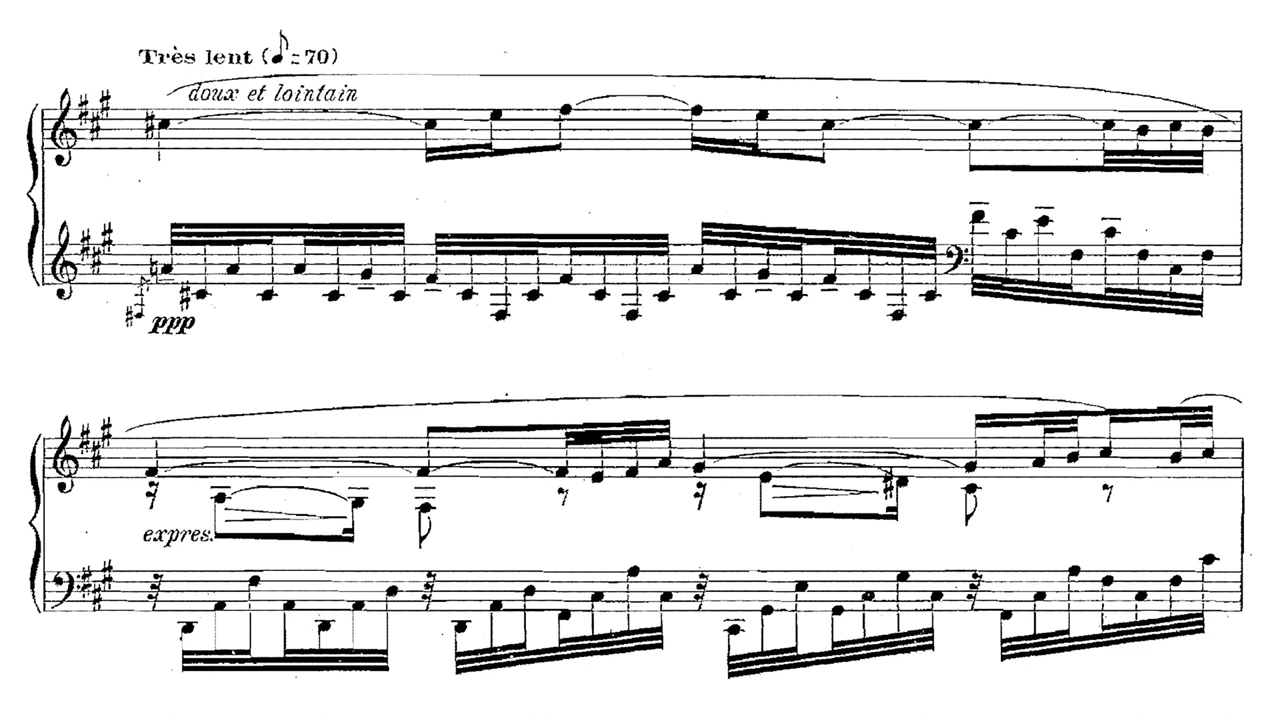 Très lent (♪=70)
doux et lointain
ppp
expres.